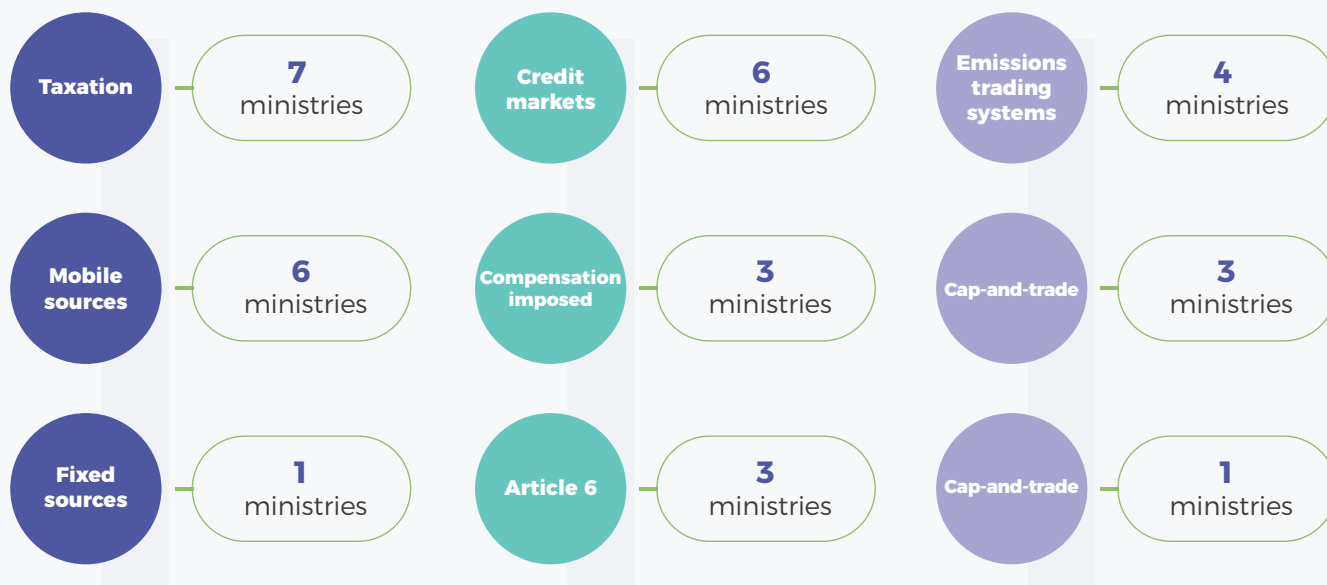 Taxation
7
ministries
Credit
markets
6
ministries
Emissions
trading
systems
4
ministries
Mobile
sources
6
ministries
Compensation
imposed
3
ministries
Cap-and-trade
3
ministries
Fixed
sources
1
ministries
Article 6
3
ministries
Cap-and-trade
1
ministries